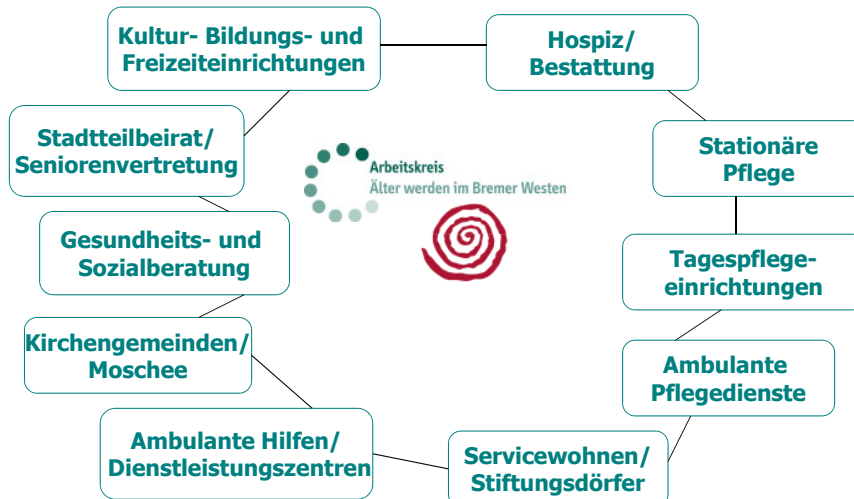 Kultur- Bildungs- und
Freizeiteinrichtungen
Hospiz/
Bestattung
Stadtteilbeirat/
Seniorenvertretung
Arbeitskreis
Älter werden im Bremer Westen
Stationäre
Pflege
Gesundheits- und
Sozialberatung
Tagespflege-
einrichtungen
Kirchengemeinden/
Moschee
Ambulante
Pflegedienste
Ambulante Hilfen/
Dienstleistungszentren
Servicewohnen/
Stiftungsdörfer